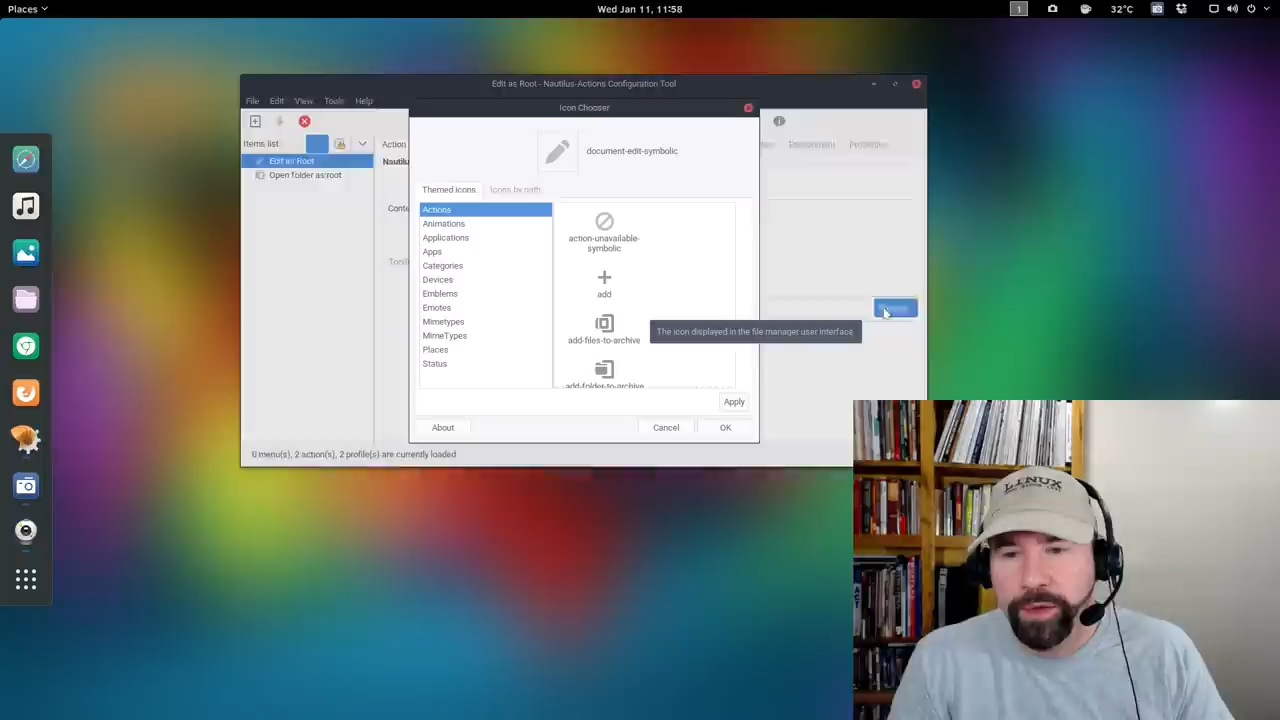 Places
Wed Jan 11, 11:58
1
32°C
Edit as Root - Nautilus-Actions Configuration Tool
File Edit View Tools Help
Icon Chooser
Items list
Action
document-edit-symbolic
Edit as Root
Nautilu
Open folder as root
Themed icons
Icons by path
Environment
Properties
Conte
Actions
Animations
Applications
Apps
Categories
Devices
Emblems
Emotes
Mimetypes
MimeTypes
Places
Status
action-unavailable-
symbolic
add
add-files-to-archive
add-folder-to-archive
The icon displayed in the file manager user interface.
Apply
About
Cancel
OK
0 menu(s), 2 action(s), 2 profile(s) are currently loaded
LINUX